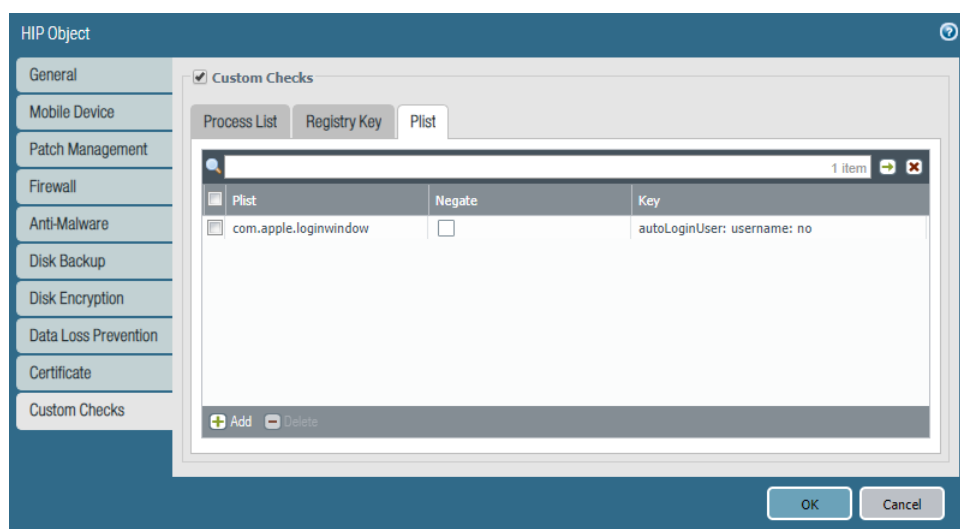 HIP Object
General
Mobile Device
Patch Management
Firewall
Anti-Malware
Disk Backup
Disk Encryption
Data Loss Prevention
Certificate
Custom Checks
Custom Checks
Process List Registry Key Plist
1 item
Plist Negate Key
com.apple.loginwindow autoLoginUser: username: no
Add Delete
OK Cancel